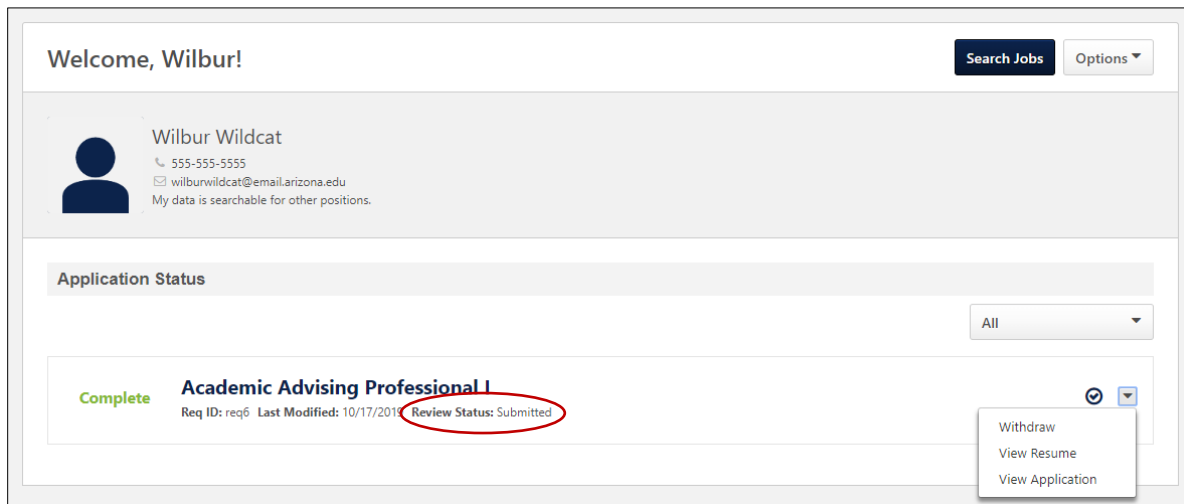 Welcome, Wilbur!
Search Jobs
Options
Wilbur Wildcat
555-555-5555
wilburwildcat@email.arizona.edu
My data is searchable for other positions.
Application Status
All
Complete
Academic Advising Professional I
Req ID: req6 Last Modified: 10/17/2019 Review Status: Submitted
Withdraw
View Resume
View Application